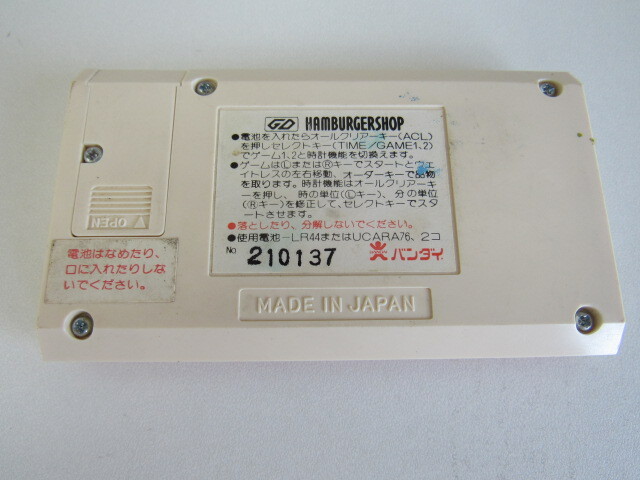 GD HAMBURGERSHOP
●電池を入れたらオールクリアーキー(ACL)
を押しセレクトキー(TIME/GAME1,2)
でゲーム1,2と時計機能を切換えます。
●ゲームはⓁまたはⓇキーでスタートとウェ
イトレスの左右移動、オーダーキーで品物
を取ります。時計機能はオールクリアーキ
ーを押し、時の単位(Ⓛキー)、分の単位
(Ⓡキー)を修正して、セレクトキーでスタ
ートさせます。
●落としたり、分解しないでください。
●使用電池-LR44またはUCARA76、2コ
No 210137 バンダイ
OPEN
電池はなめたり、
口に入れたりしな
いでください。
MADE IN JAPAN